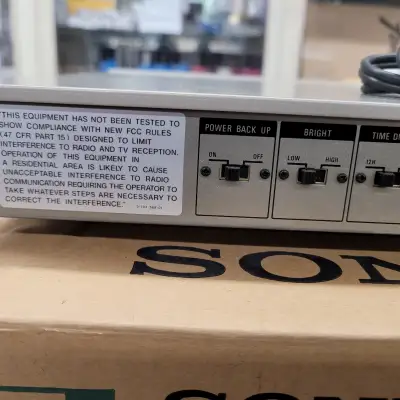 "THIS EQUIPMENT HAS NOT BEEN TESTED TO
SHOW COMPLIANCE WITH NEW FCC RULES
(47 CFR PART 15) DESIGNED TO LIMIT
INTERFERENCE TO RADIO AND TV RECEPTION.
OPERATION OF THIS EQUIPMENT IN
A RESIDENTIAL AREA IS LIKELY TO CAUSE
UNACCEPTABLE INTERFERENCE TO RADIO
COMMUNICATION REQUIRING THE OPERATOR TO
TAKE WHATEVER STEPS ARE NECESSARY TO
CORRECT THE INTERFERENCE."
POWER BACK UP
ON OFF
BRIGHT
LOW HIGH
TIME
12H
SON